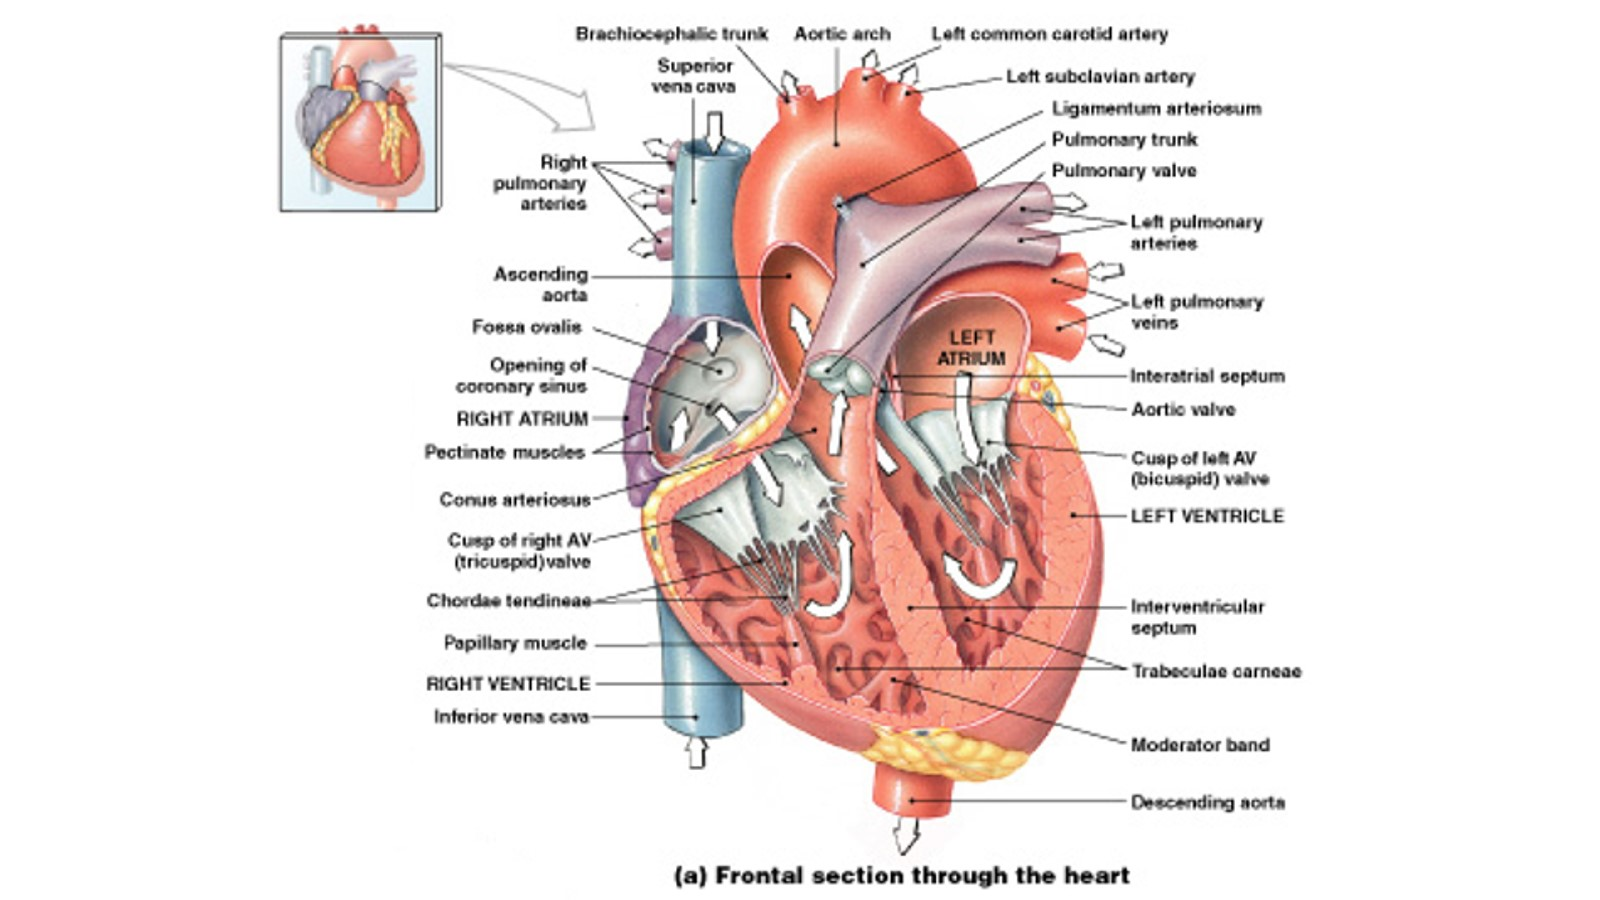 Brachiocephalic trunk
Aortic arch
Left common carotid artery
Superior
vena cava
Left subclavian artery
Ligamentum arteriosum
Pulmonary trunk
Pulmonary valve
Right
pulmonary
arteries
Left pulmonary
arteries
Ascending
aorta
Left pulmonary
veins
Fossa ovalis
LEFT
ATRIUM
Opening of
coronary sinus
Interatrial septum
RIGHT ATRIUM
Aortic valve
Pectinate muscles
Cusp of left AV
(bicuspid) valve
Conus arteriosus
LEFT VENTRICLE
Cusp of right AV
(tricuspid)valve
Chordae tendineae
Interventricular
septum
Papillary muscle
Trabeculae carneae
RIGHT VENTRICLE
Inferior vena cava
Moderator band
Descending aorta
(a) Frontal section through the heart